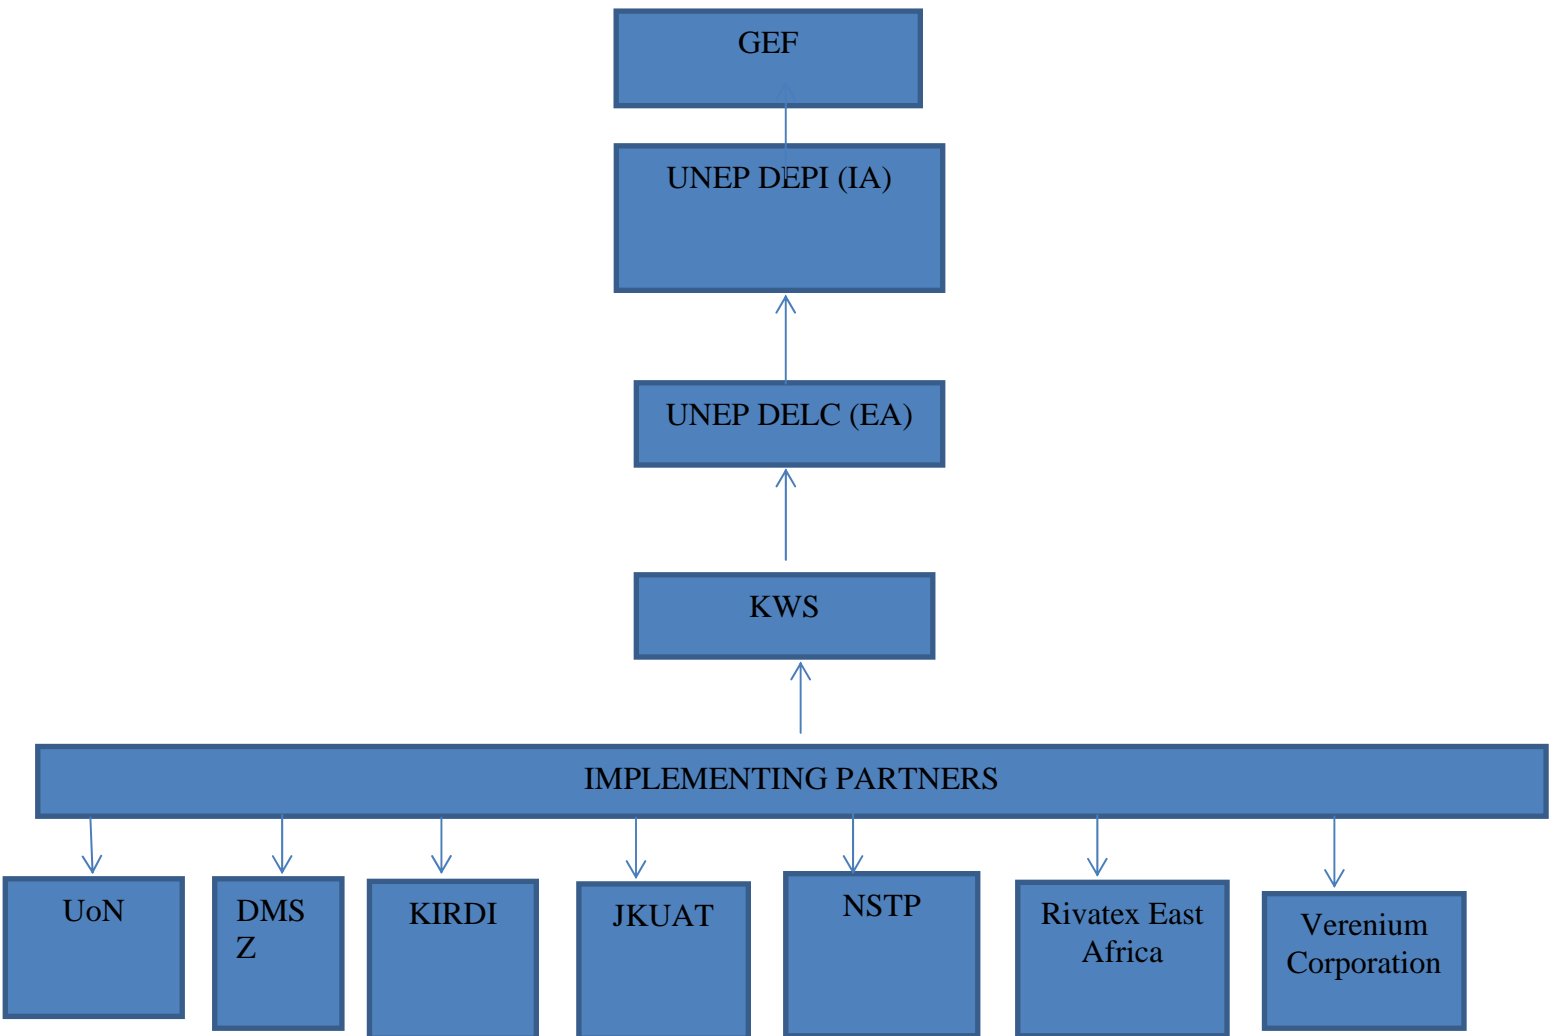 GEF
UNEP DEPI (IA)
UNEP DELC (EA)
KWS
IMPLEMENTING PARTNERS
UoN
DMS
Z
KIRDI
JKUAT
NSTP
Rivatex East
Africa
Verenium
Corporation